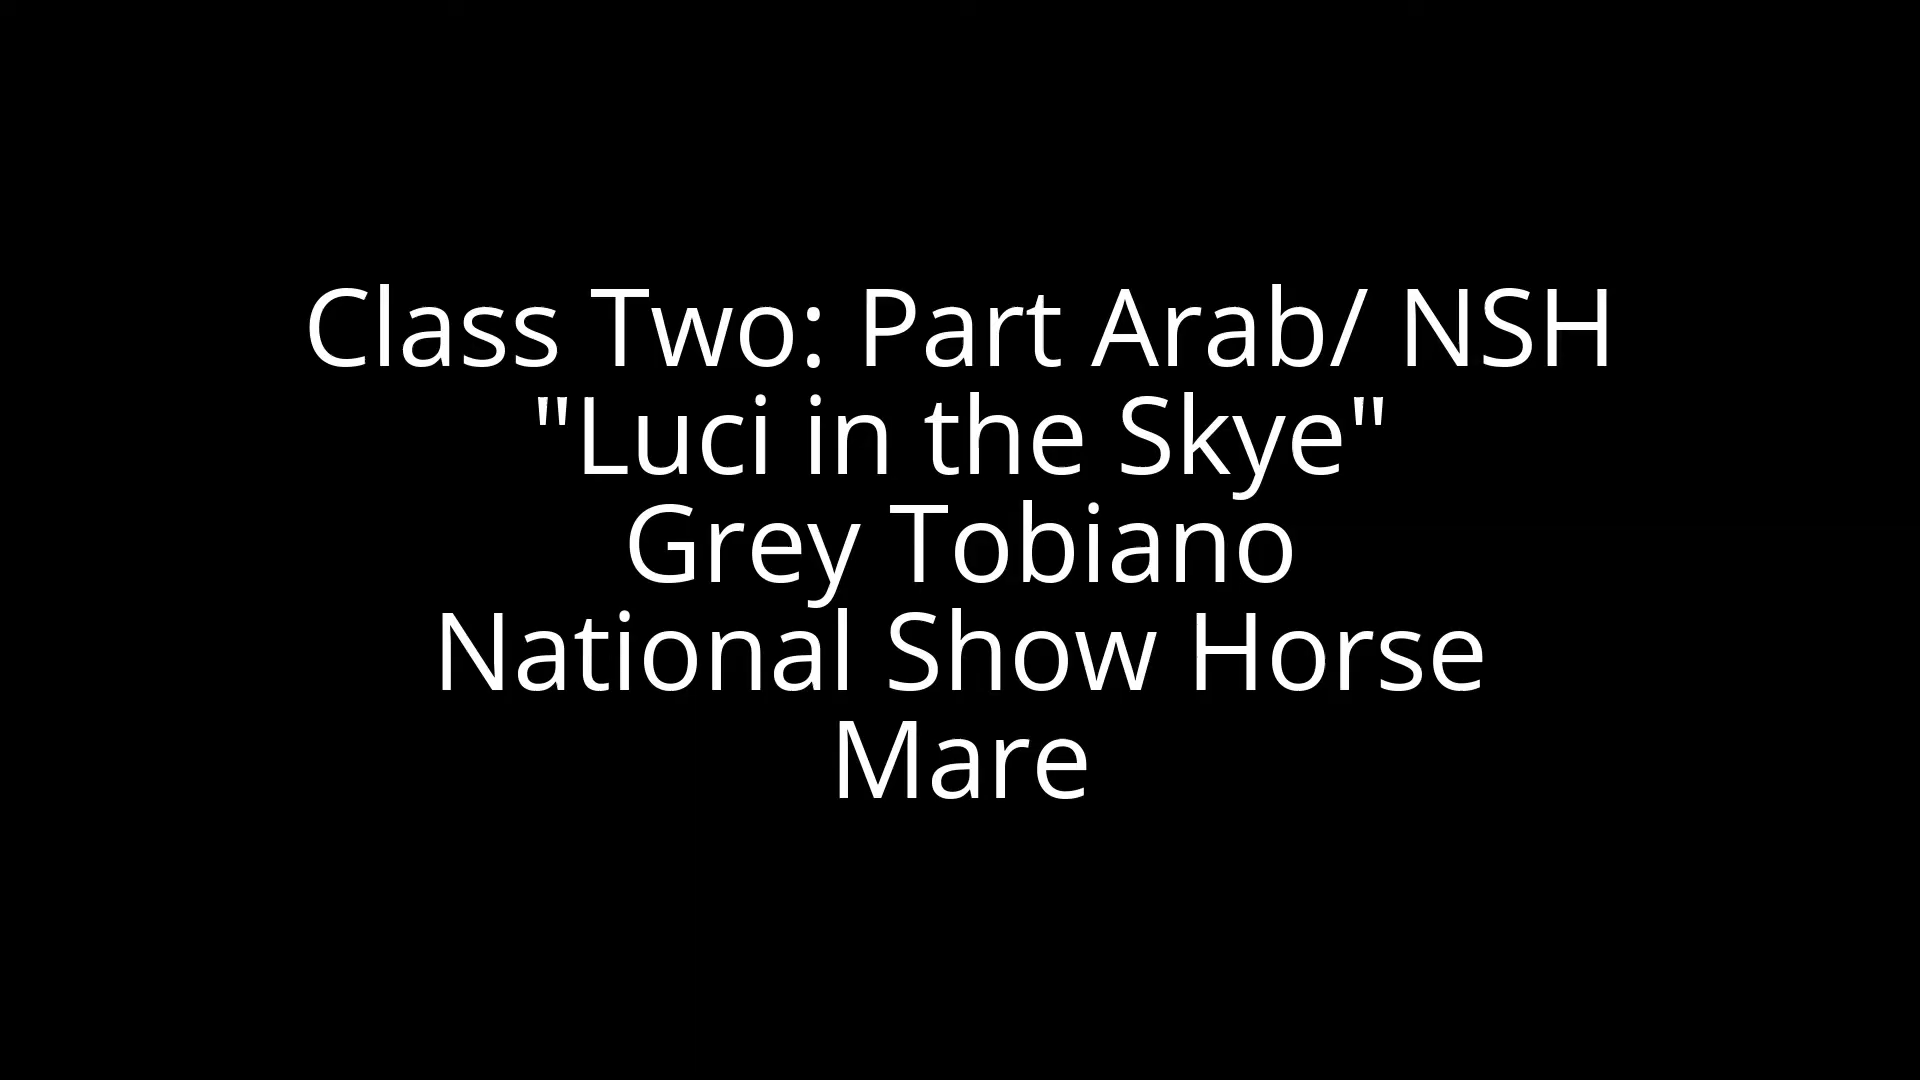 Class Two: Part Arab/ NSH
"Luci in the Skye"
Grey Tobiano
National Show Horse
Mare